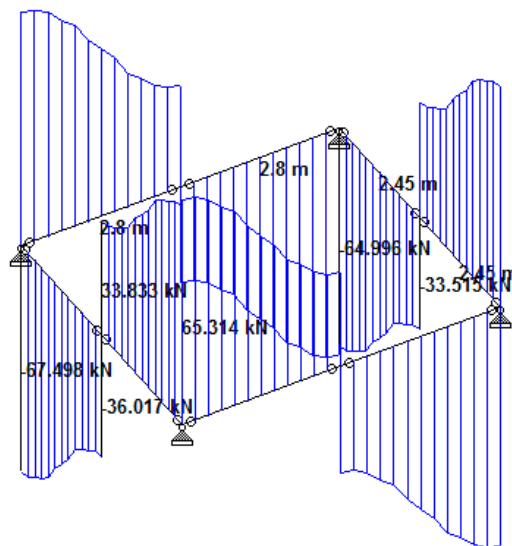 2.8 m
2.45 m
2.8 m
-64.996 kN
33.833 kN
-33.515 kN
2.45 m
65.314 kN
-67.498 kN
-36.017 kN